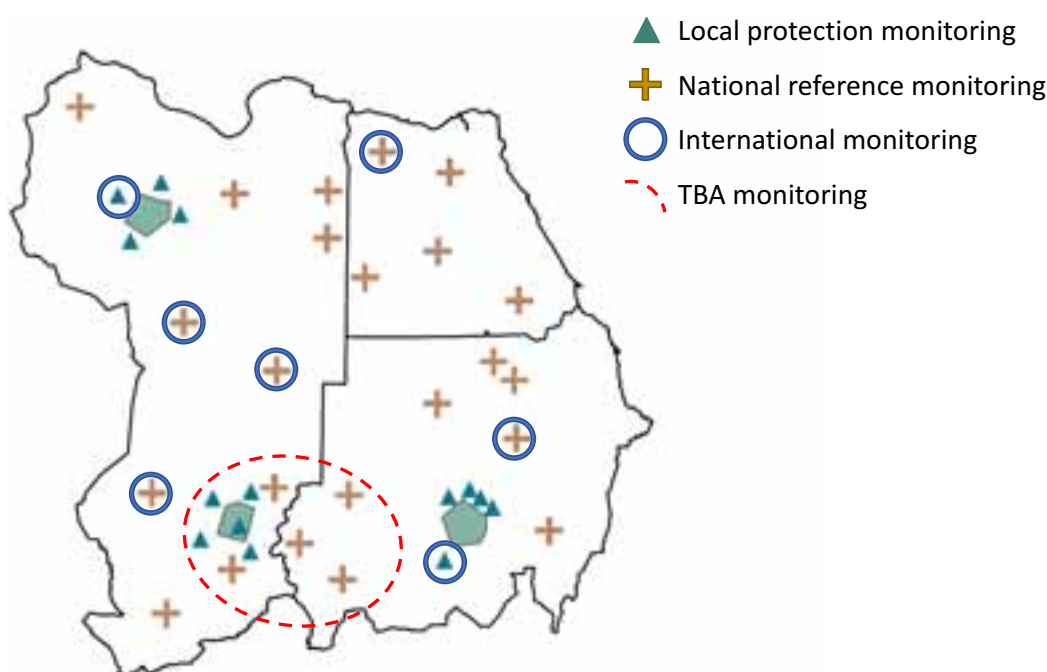 Local protection monitoring
National reference monitoring
International monitoring
TBA monitoring